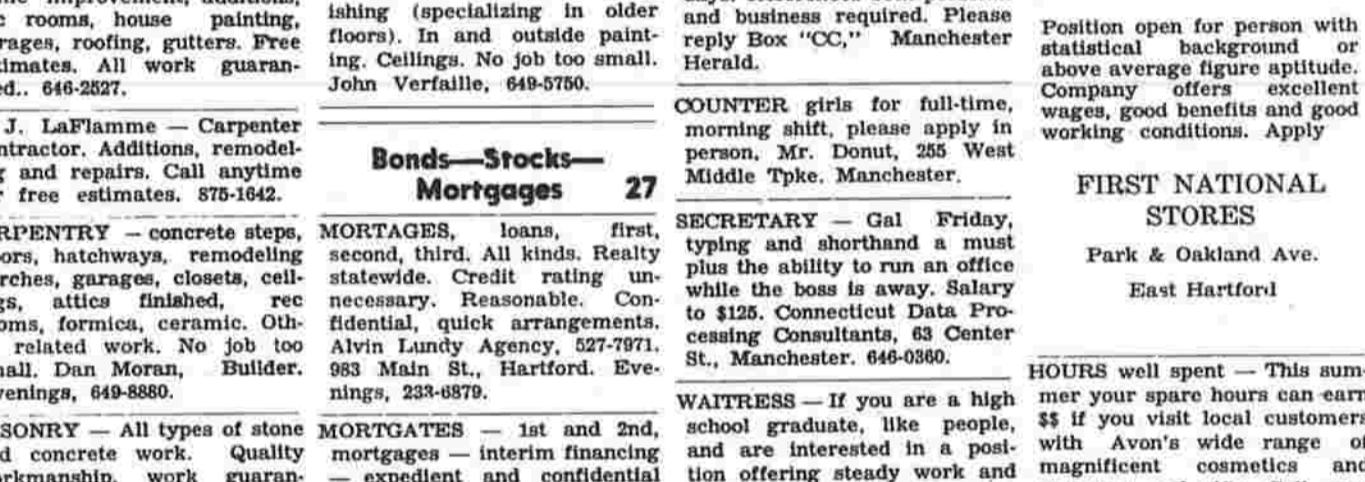 c rooms, house painting,
rages, roofing, gutters. Free
timates. All work guaran-
ed.. 646-2527.
J. LaFlamme — Carpenter
ntractor. Additions, remodel-
g and repairs. Call anytime
r free estimates. 875-1642.
RPENTRY — concrete steps,
ors, hatchways, remodeling
rches, garages, closets, ceil-
gs, attics finished, rec
oms, formica, ceramic. Oth-
related work. No job too
nall. Dan Moran, Builder.
venings, 649-8880.
SONRY — All types of stone
d concrete work. Quality
orkmanship, work guaran-
ishing (specializing in older
floors). In and outside paint-
ing. Ceilings. No job too small.
John Verfaille, 649-5750.
Bonds—Stocks—
Mortgages 27
MORTAGES, loans, first,
second, third. All kinds. Realty
statewide. Credit rating un-
necessary. Reasonable. Con-
fidential, quick arrangements.
Alvin Lundy Agency, 527-7971.
983 Main St., Hartford. Eve-
nings, 233-6879.
MORTGATES — 1st and 2nd,
mortgages — interim financing
— expedient and confidential
and business required. Please
reply Box "CC," Manchester
Herald.
COUNTER girls for full-time,
morning shift, please apply in
person, Mr. Donut, 255 West
Middle Tpke. Manchester.
SECRETARY — Gal Friday,
typing and shorthand a must
plus the ability to run an office
while the boss is away. Salary
to $125. Connecticut Data Pro-
cessing Consultants, 63 Center
St., Manchester. 646-0360.
WAITRESS — If you are a high
school graduate, like people,
and are interested in a posi-
tion offering steady work and
Position open for person with
statistical background or
above average figure aptitude.
Company offers excellent
wages, good benefits and good
working conditions. Apply
FIRST NATIONAL
STORES
Park & Oakland Ave.
East Hartford
HOURS well spent — This sum-
mer your spare hours can earn
$$ if you visit local customers
with Avon's wide range of
magnificent cosmetics and